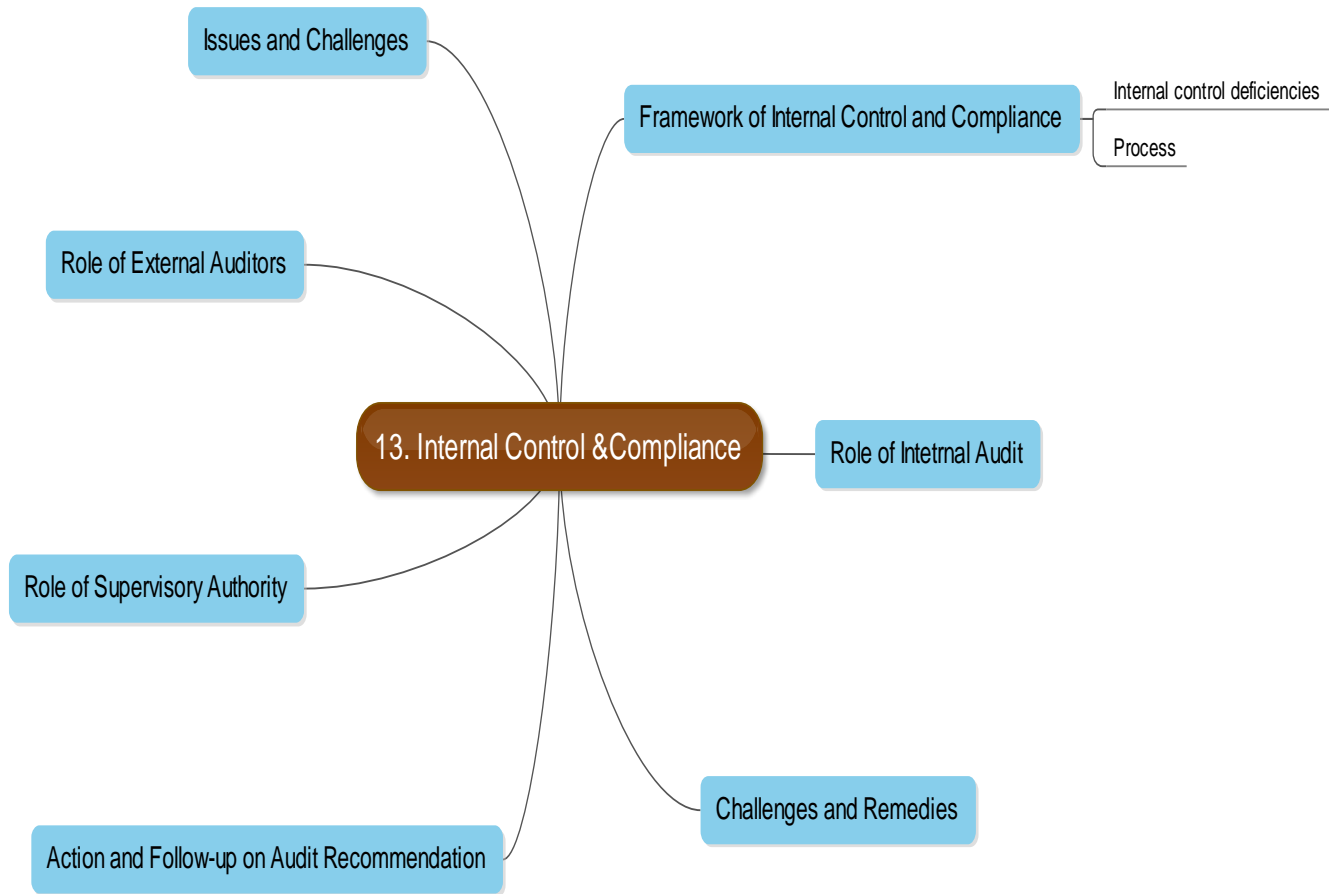 Issues and Challenges
Framework of Internal Control and Compliance
Internal control deficiencies
Process
Role of External Auditors
13. Internal Control &Compliance
Role of Intetrnal Audit
Role of Supervisory Authority
Challenges and Remedies
Action and Follow-up on Audit Recommendation